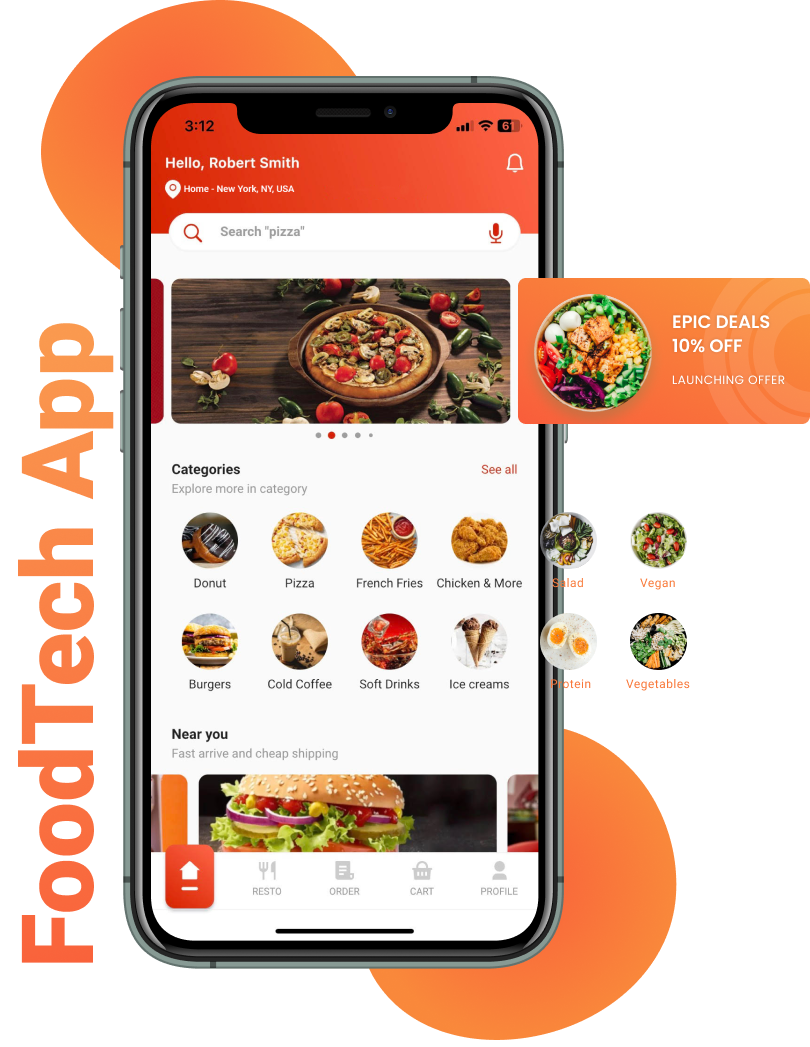 FoodTech App
3:12
61
Hello, Robert Smith
Home - New York, NY, USA
Search "pizza"
EPIC DEALS
10% OFF
LAUNCHING OFFER
Categories
See all
Explore more in category
Donut
Pizza
French Fries
Chicken & More
Salad
Vegan
Burgers
Cold Coffee
Soft Drinks
Ice creams
Protein
Vegetables
Near you
Fast arrive and cheap shipping
RESTO
ORDER
CART
PROFILE